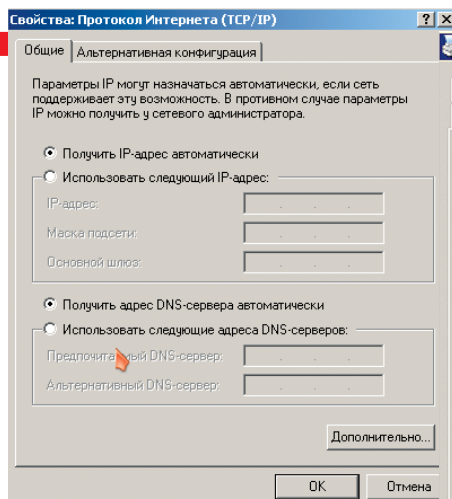 Свойства: Протокол Интернета (TCP/IP)
Общие
Альтернативная конфигурация
Параметры IP могут назначаться автоматически, если сеть
поддерживает эту возможность. В противном случае параметры
IP можно получить у сетевого администратора.
Получить IP-адрес автоматически
Использовать следующий IP-адрес:
IP-адрес:
Маска подсети:
Основной шлюз:
Получить адрес DNS-сервера автоматически
Использовать следующие адреса DNS-серверов:
DNS-сервер:
Альтернативный DNS-сервер:
Дополнительно...
OK
Отмена